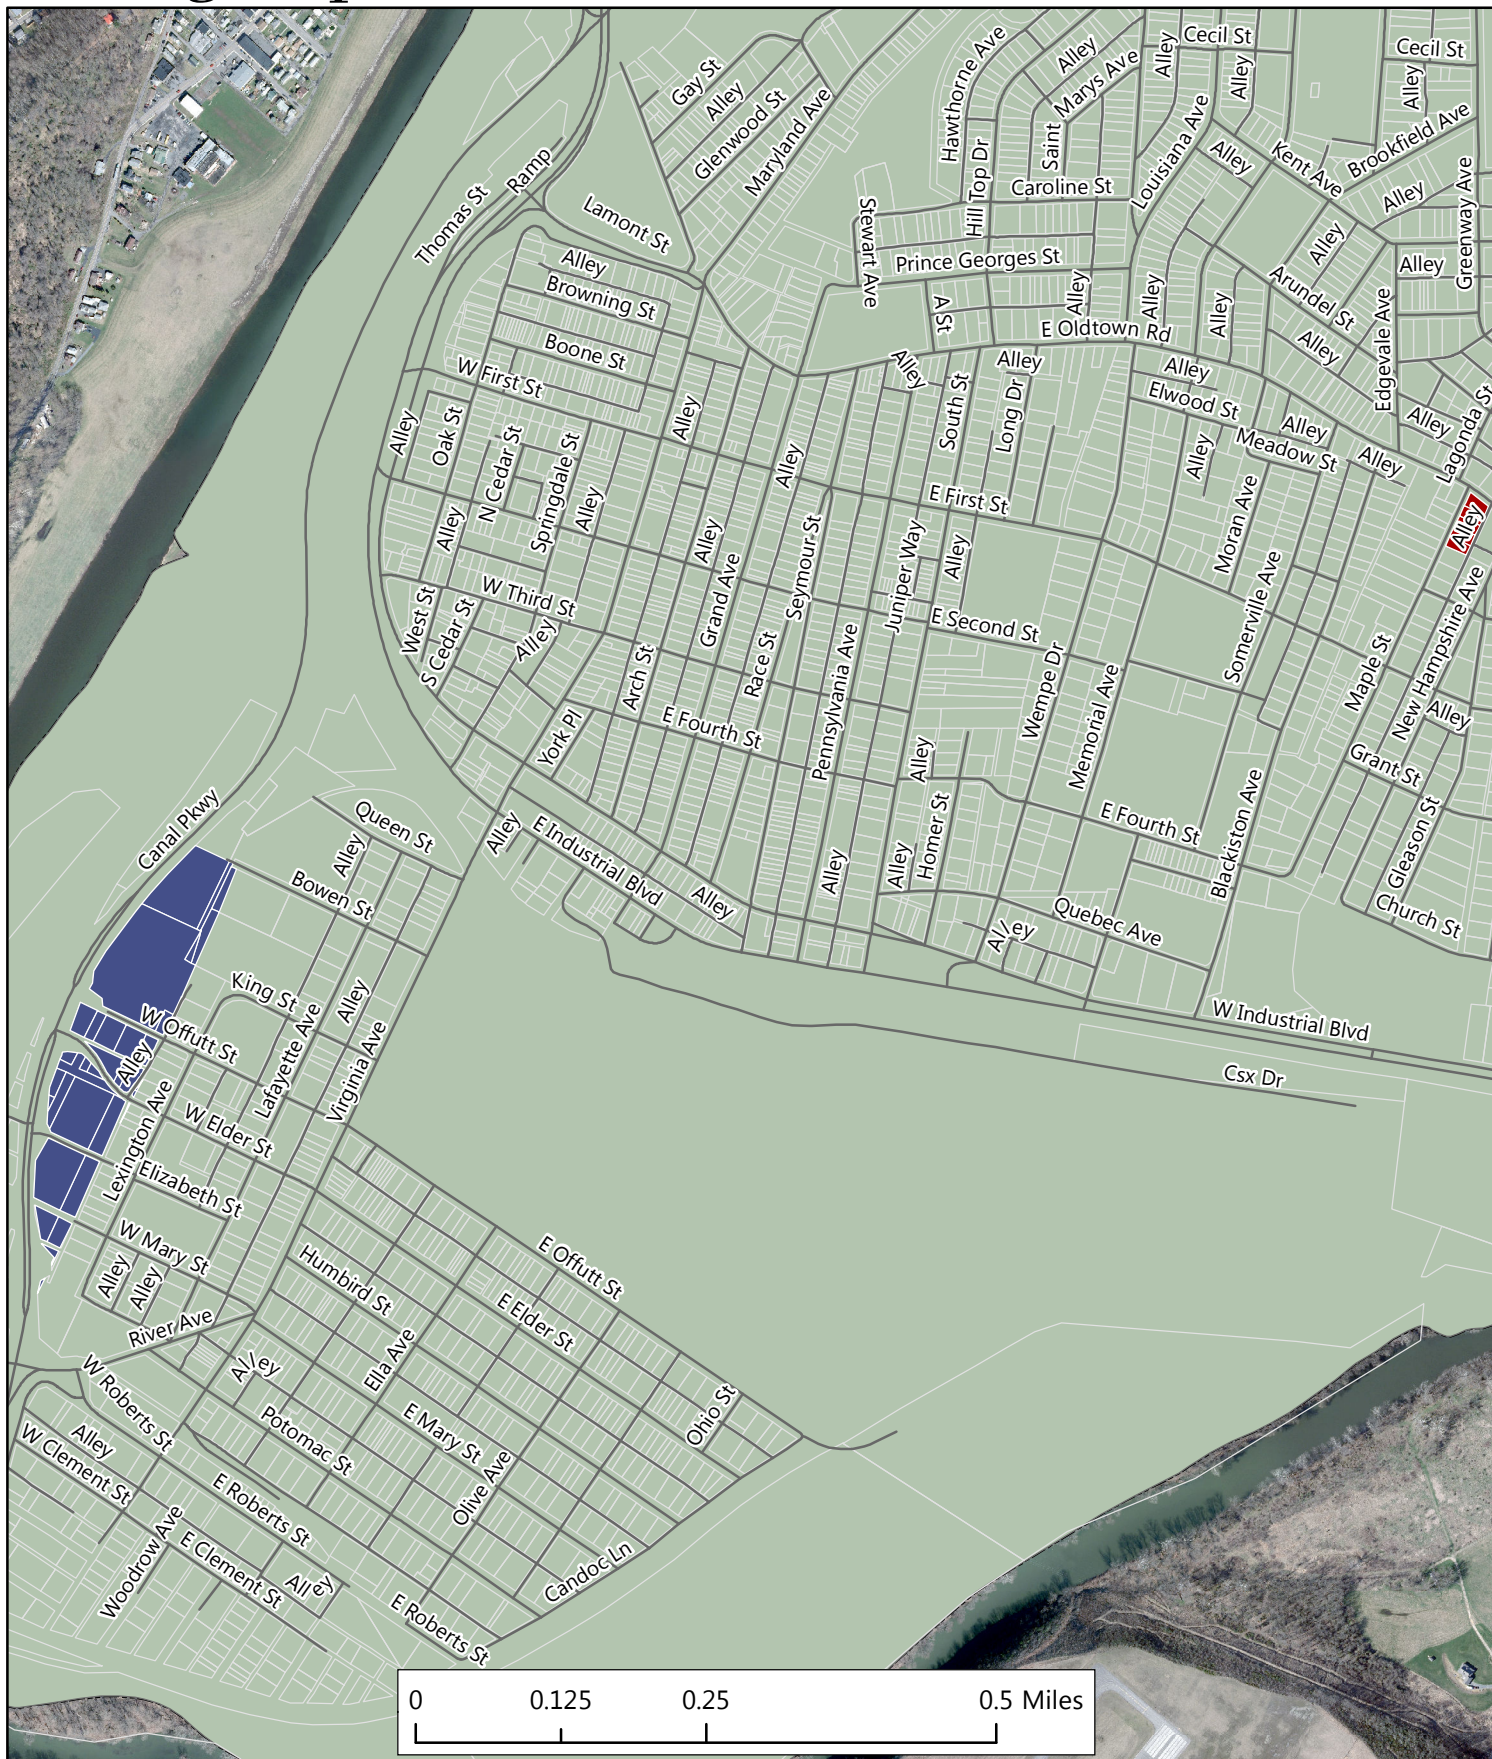 Cecil St
Cecil St
Hawthorne Ave
Alley
Marys Ave
Alley
Alley
Alley
Gay St
Alley
Glenwood St
Maryland Ave
Saint
Louisiana Ave
Alley
Kent Ave
Brookfield Ave
Ramp
Thomas St
Lamont St
Stewart Ave
Hill Top Dr
Caroline St
Alley
Alley
Greenway Ave
Prince Georges St
Alley
Alley
Browning St
A St
Alley
Alley
Alley
Arundel St
Edgevale Ave
E Oldtown Rd
Boone St
Alley
Alley
Alley
Alley
W First St
Elwood St
Alley
Alley
Lagonda St
Alley
Oak St
Alley
South St
Long Dr
Meadow St
Alley
N Cedar St
Springdale St
Alley
Alley
Alley
E First St
Moran Ave
Alley
Alley
Alley
Seymour St
Juniper Way
Alley
W Third St
Grand Ave
E Second St
Somerville Ave
New Hampshire Ave
West St
S Cedar St
Alley
Arch St
Race St
Pennsylvania Ave
Wempe Dr
Memorial Ave
Maple St
Alley
York Pl
E Fourth St
Alley
Grant St
Canal Pkwy
Queen St
Alley
Alley
E Industrial Blvd
Homer St
E Fourth St
Blackiston Ave
Gleason St
Bowen St
Alley
Alley
Alley
Church St
Quebec Ave
Alley
King St
Alley
W Industrial Blvd
W Offutt St
Alley
Lafayette Ave
Virginia Ave
Csx Dr
W Elder St
Lexington Ave
Elizabeth St
W Mary St
Alley
Alley
E Offutt St
Humbird St
E Elder St
River Ave
Alley
Ella Ave
W Roberts St
Potomac St
E Mary St
Ohio St
Alley
W Clement St
E Roberts St
Olive Ave
Woodrow Ave
E Clement St
Alley
Candoc Ln
E Roberts St
0 0.125 0.25 0.5 Miles